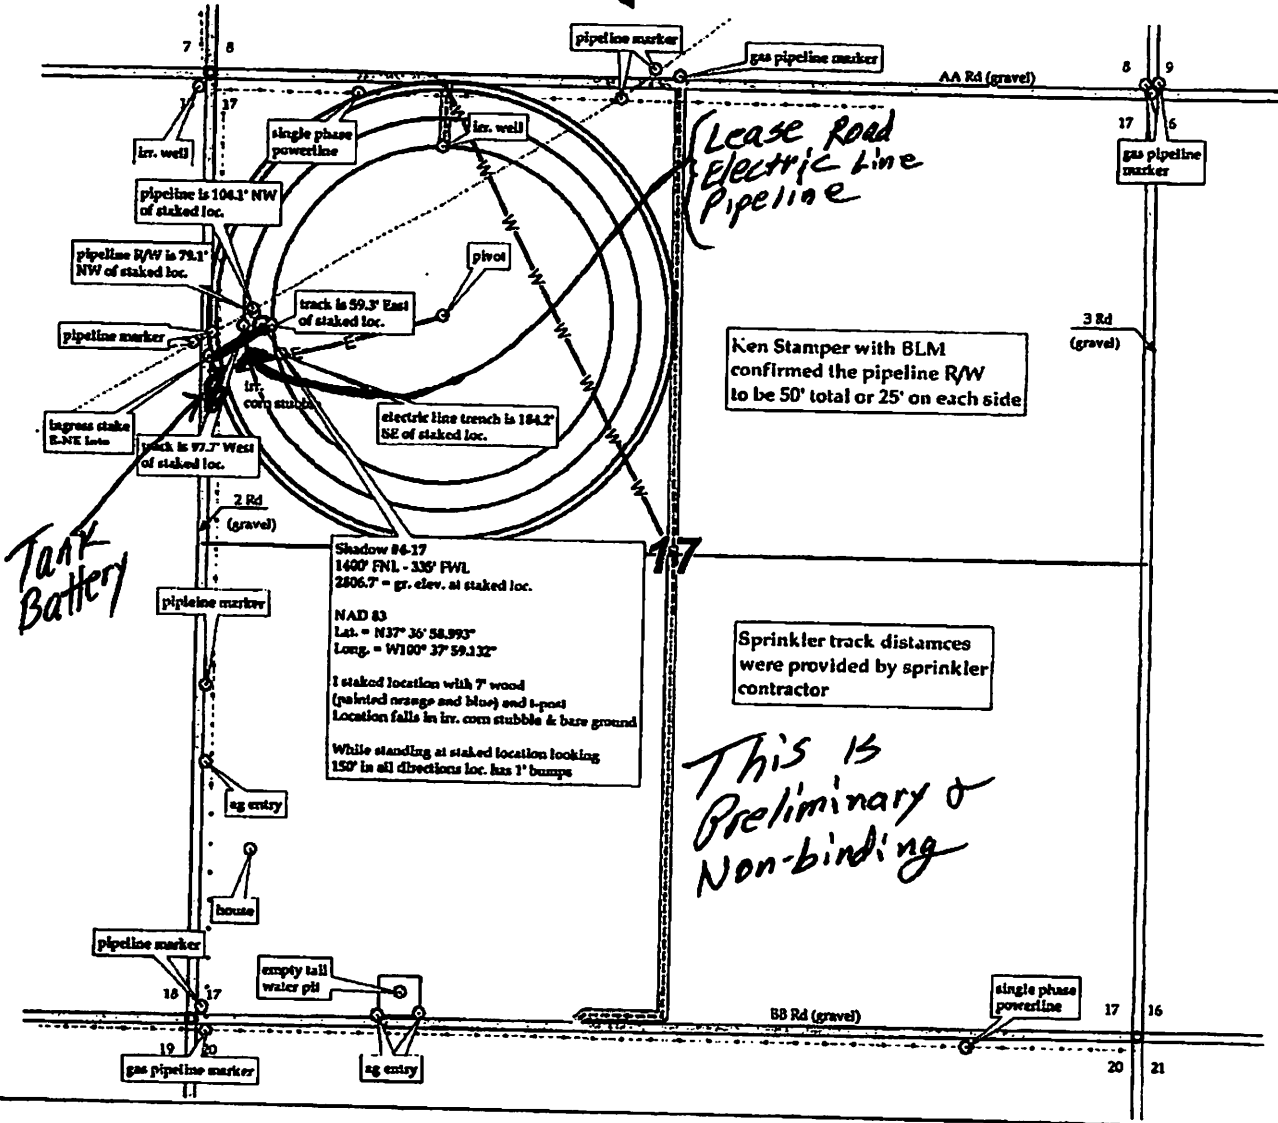 pipeline marker
gas pipeline marker
7 8
8 9
AA Rd (gravel)
17
17
irr. well
single phase
powerline
irr. well
gas pipeline
marker
Lease Road
Electric Line
Pipeline
pipeline is 104.1' NW
of staked loc.
pipeline R/W is 79.1'
NW of staked loc.
pivot
track is 59.3' East
of staked loc.
pipeline marker
3 Rd
(gravel)
Ken Stamper with BLM
confirmed the pipeline R/W
to be 50' total or 25' on each side
W W W W W W W
E E
irr.
corn stubble
ingress stake
E-NE into
track is 97.7' West
of staked loc.
electric line trench is 184.2'
SE of staked loc.
2 Rd
(gravel)
Tank
Battery
17
Shadow #4-17
1400' FNL - 335' FWL
2806.7' = gr. elev. at staked loc.
NAD 83
Lat. = N37° 36' 58.993"
Long. = W100° 37' 59.132"
I staked location with 7' wood
(painted orange and blue) and t-post
Location falls in irr. corn stubble & bare ground
While standing at staked location looking
150' in all directions loc. has 1' bumps
pipleine marker
Sprinkler track distamces
were provided by sprinkler
contractor
This is
Preliminary &
Non-binding
ag entry
house
pipeline marker
empty tail
water pit
single phase
powerline
18 17
BB Rd (gravel)
17 16
19 20
20 21
gas pipeline marker
ag entry